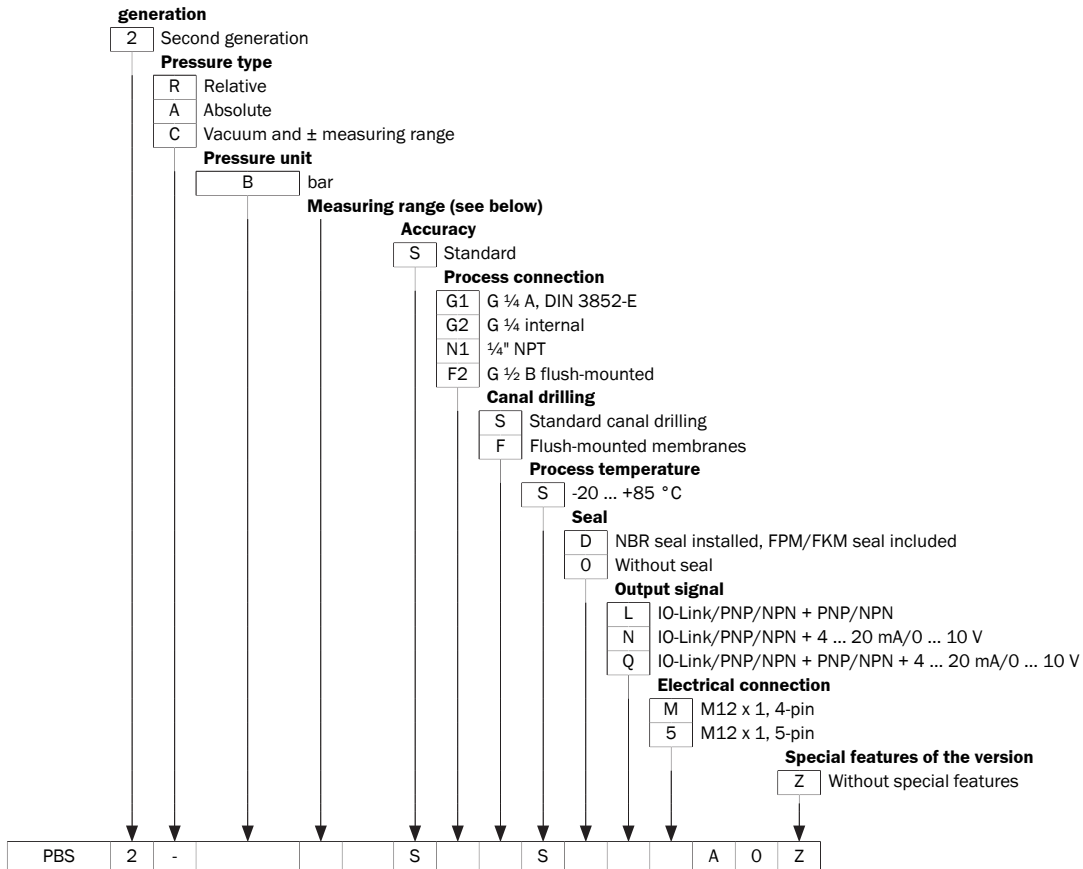 generation
2 Second generation
Pressure type
R Relative
A Absolute
C Vacuum and ± measuring range
Pressure unit
B bar
Measuring range (see below)
Accuracy
S Standard
Process connection
G1 G ¼ A, DIN 3852-E
G2 G ¼ internal
N1 ¼" NPT
F2 G ½ B flush-mounted
Canal drilling
S Standard canal drilling
F Flush-mounted membranes
Process temperature
S -20 ... +85 °C
Seal
D NBR seal installed, FPM/FKM seal included
0 Without seal
Output signal
L IO-Link/PNP/NPN + PNP/NPN
N IO-Link/PNP/NPN + 4 ... 20 mA/0 ... 10 V
Q IO-Link/PNP/NPN + PNP/NPN + 4 ... 20 mA/0 ... 10 V
Electrical connection
M M12 x 1, 4-pin
5 M12 x 1, 5-pin
Special features of the version
Z Without special features
PBS 2 - S S A 0 Z